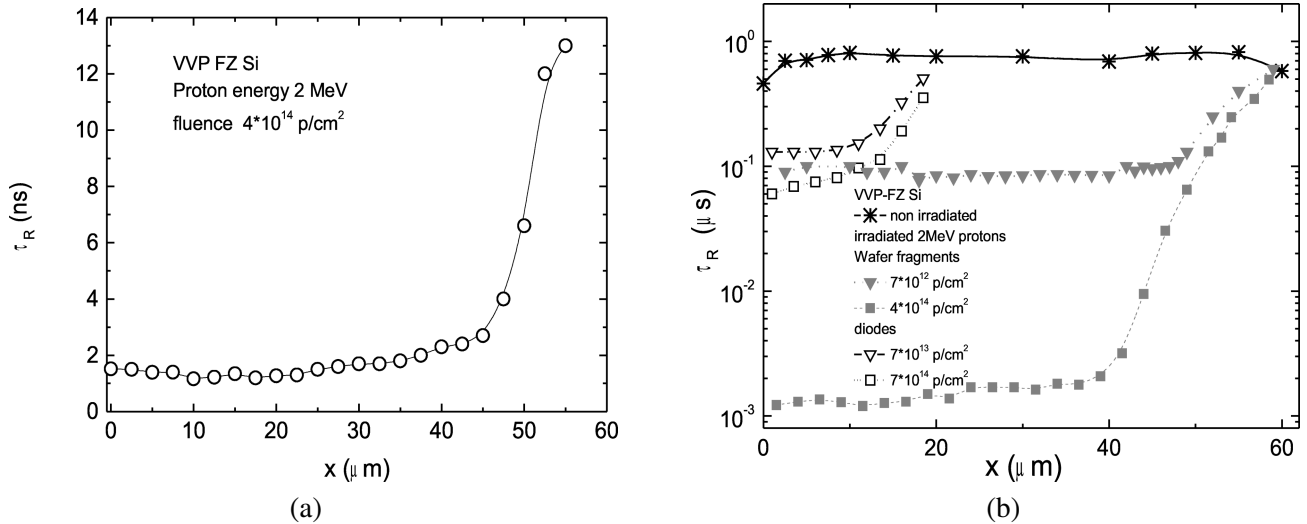 14
12
10
8
6
4
2
0
τ R (ns)
VVP FZ Si
Proton energy 2 MeV
fluence 4*10^14 p/cm^2
0 10 20 30 40 50 60
x (μ m)
(a)
10^0
10^-1
10^-2
10^-3
τ R (μ s)
VVP-FZ Si
non irradiated
irradiated 2MeV protons
Wafer fragments
7*10^12 p/cm^2
4*10^14 p/cm^2
diodes
7*10^13 p/cm^2
7*10^14 p/cm^2
0 20 40 60
x (μ m)
(b)